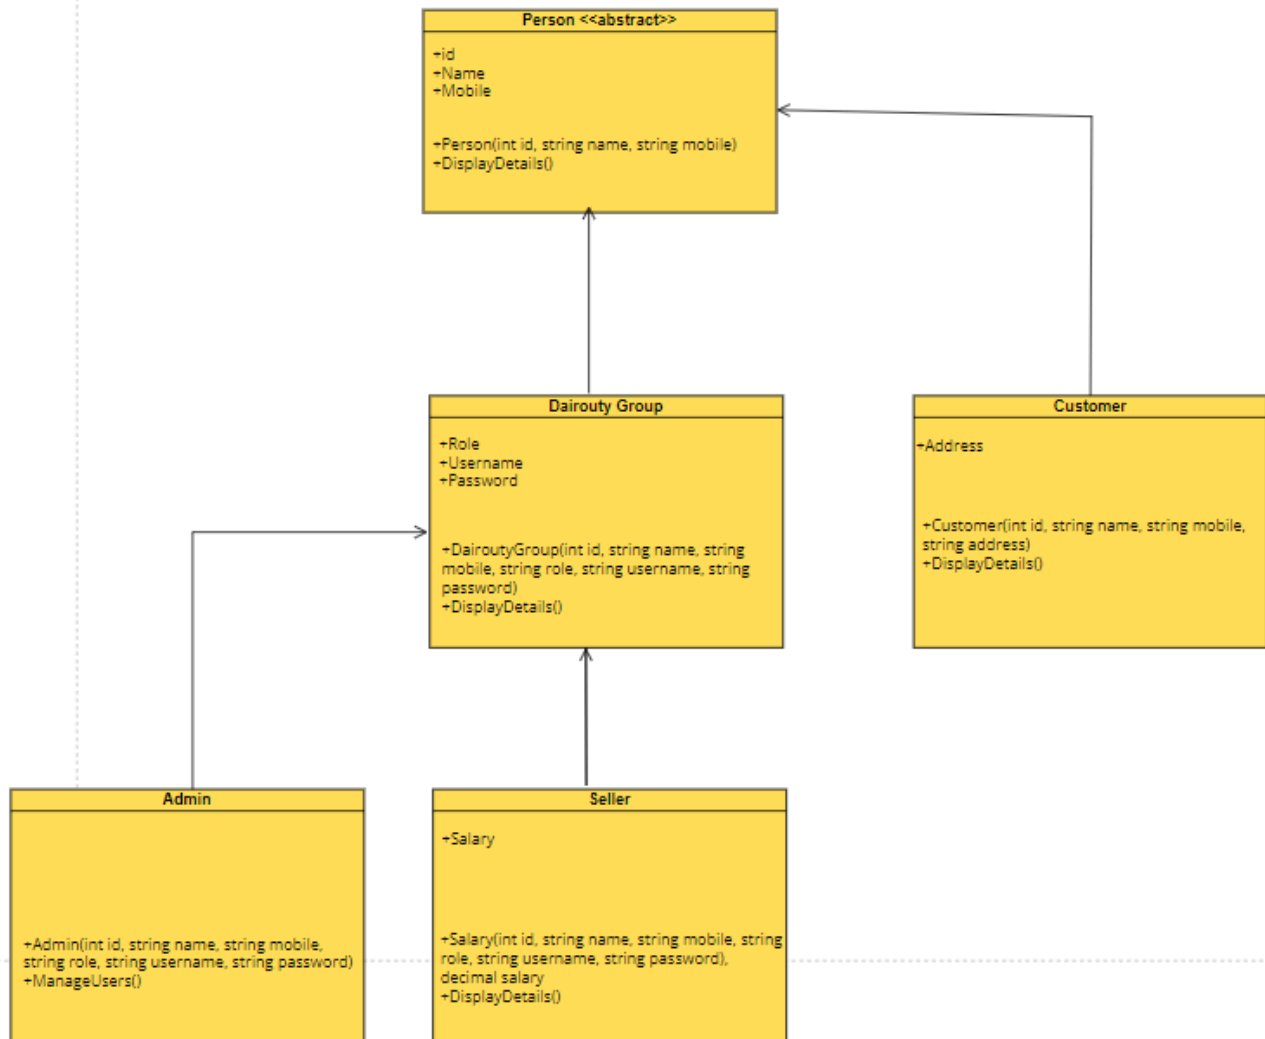 Person <<abstract>>
+id
+Name
+Mobile
+Person(int id, string name, string mobile)
+DisplayDetails()
Dairouty Group
+Role
+Username
+Password
+DairoutyGroup(int id, string name, string
mobile, string role, string username, string
password)
+DisplayDetails()
Customer
+Address
+Customer(int id, string name, string mobile,
string address)
+DisplayDetails()
Admin
+Admin(int id, string name, string mobile,
string role, string username, string password)
+ManageUsers()
Seller
+Salary
+Salary(int id, string name, string mobile, string
role, string username, string password),
decimal salary
+DisplayDetails()